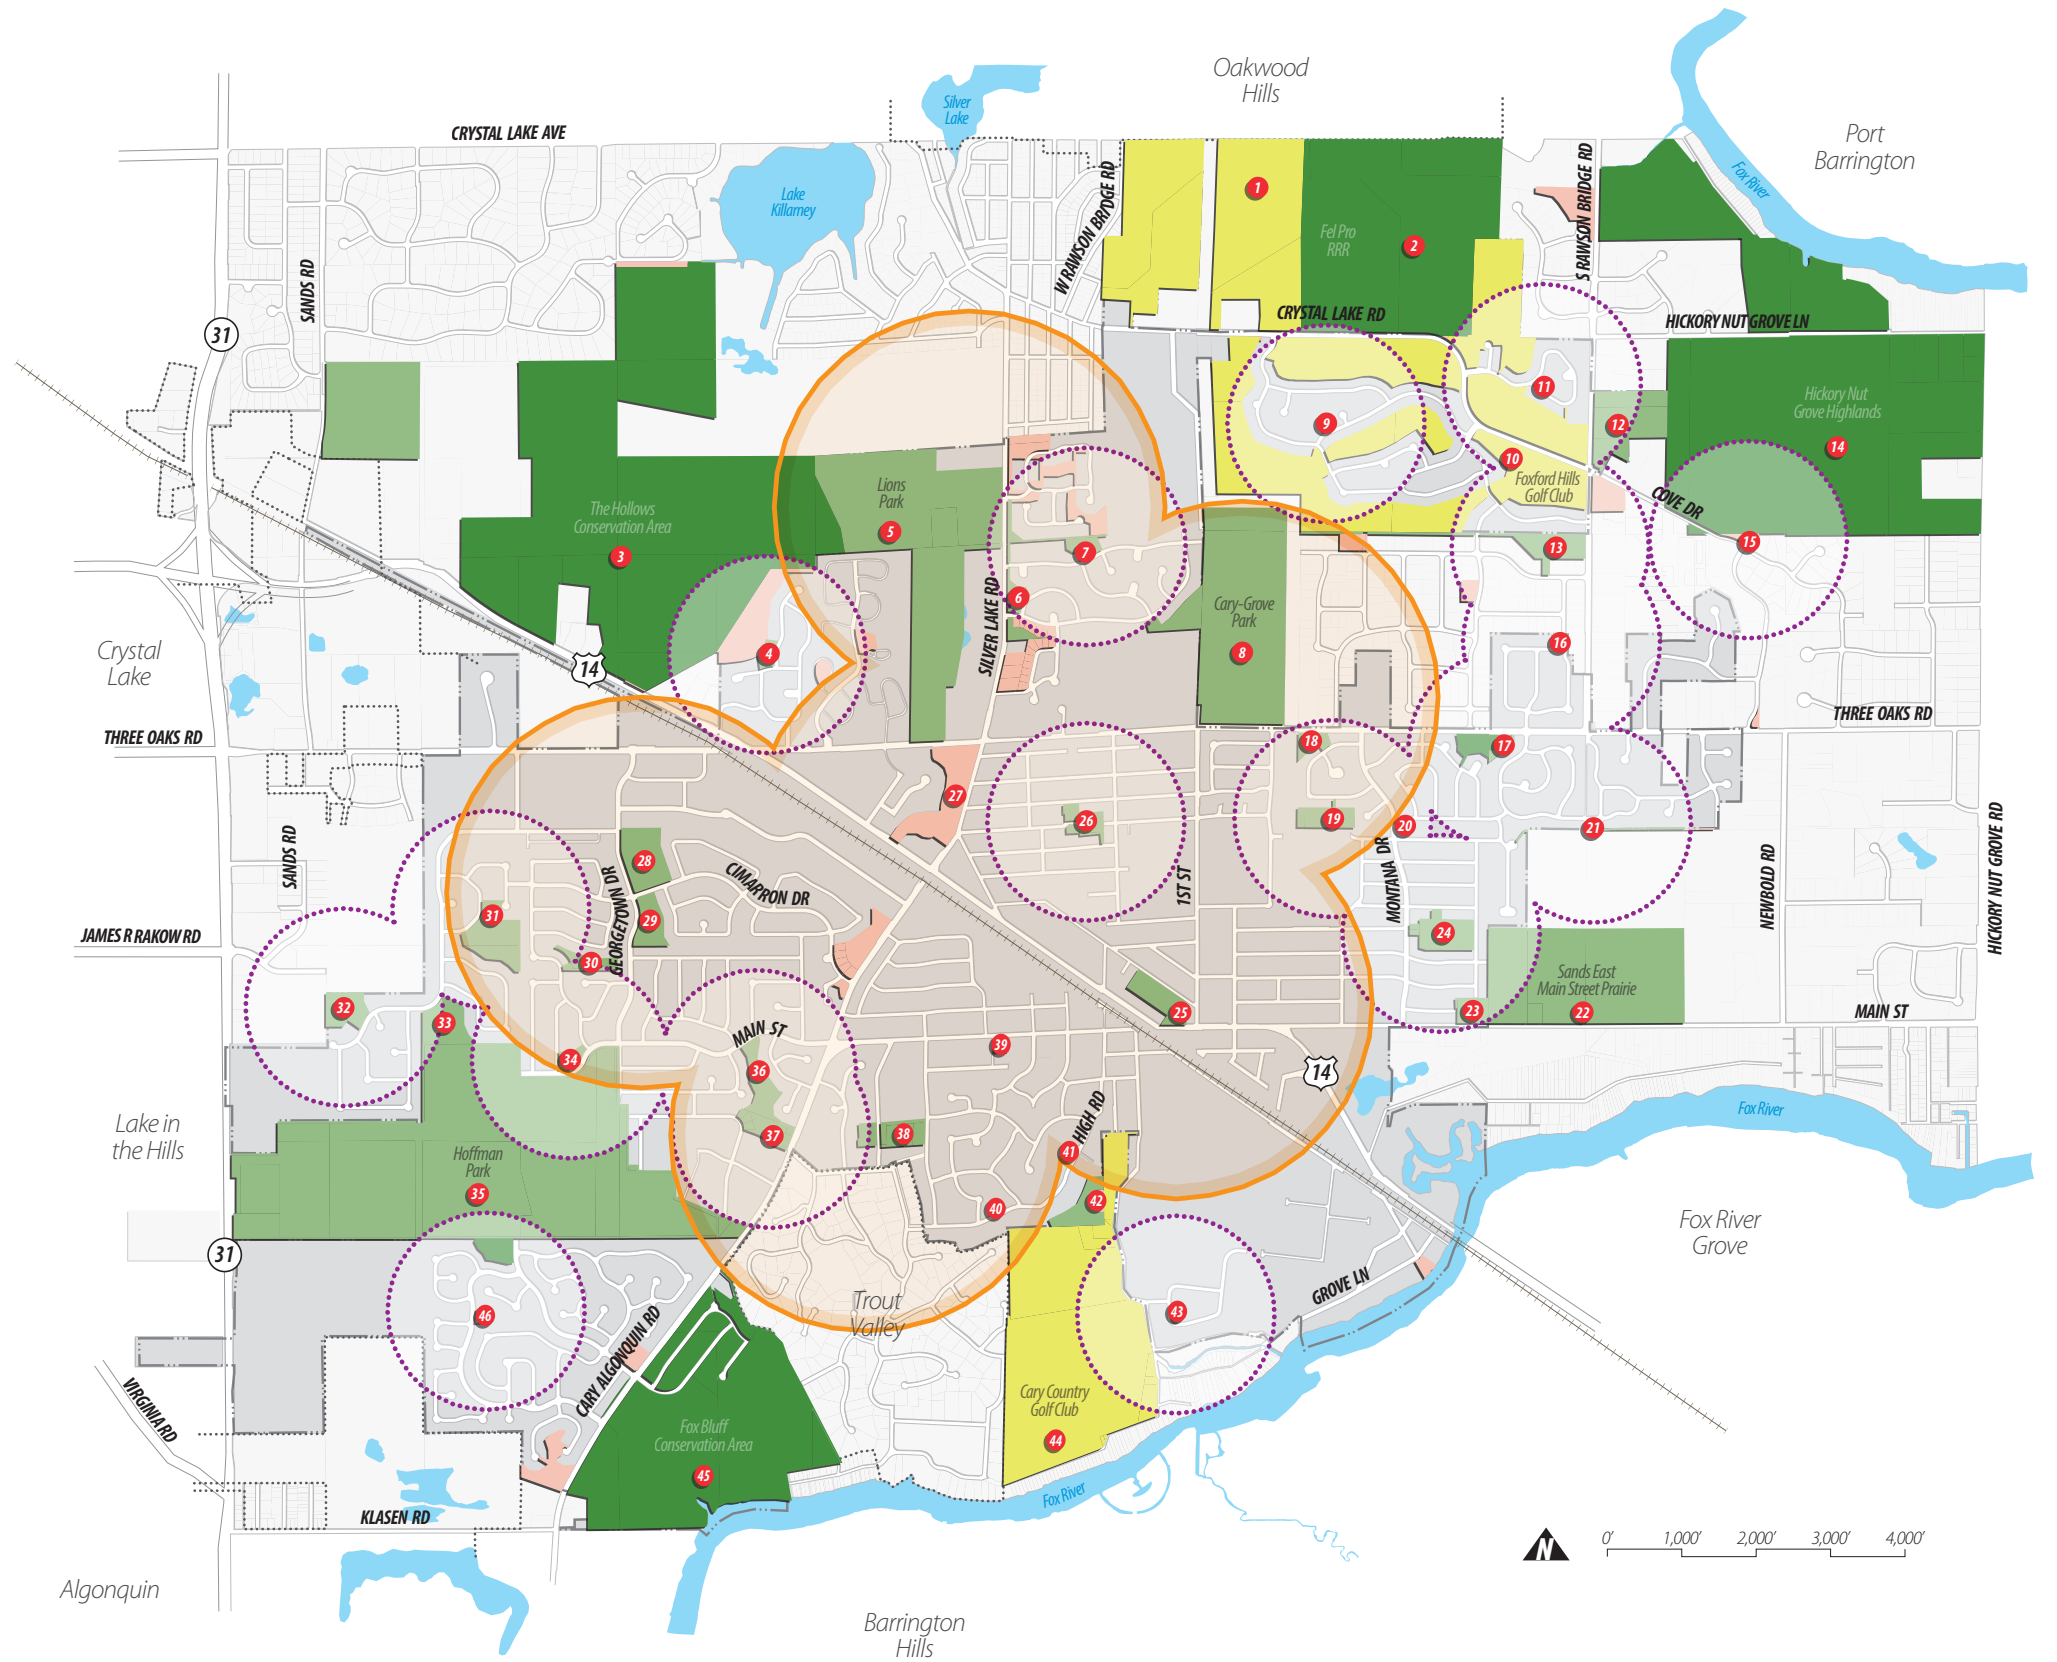 Oakwood
Hills
Port
Barrington
Silver
Lake
CRYSTAL LAKE AVE
Lake
Killarney
W RAWSON BRIDGE RD
S RAWSON BRIDGE RD
Fox River
1
Fel Pro
RRR
2
SANDS RD
31
CRYSTAL LAKE RD
HICKORY NUT GROVE LN
11
Hickory Nut
Grove Highlands
9
12
14
10
Foxford Hills
Golf Club
The Hollows
Conservation Area
3
Lions
Park
5
COVE DR
7
13
15
6
SILVER LAKE RD
Cary-Grove
Park
8
4
16
Crystal
Lake
14
THREE OAKS RD
THREE OAKS RD
18
17
27
26
19
20
21
SANDS RD
28
CIMARRON DR
GEORGETOWN DR
29
31
30
1ST ST
MONTANA DR
24
NEWBOLD RD
HICKORY NUT GROVE RD
JAMES R RAKOW RD
Sands East
Main Street Prairie
22
23
25
MAIN ST
32
33
MAIN ST
34
36
39
14
37
38
HIGH RD
41
Lake in
the Hills
Fox River
Hoffman
Park
35
40
42
31
Fox River
Grove
46
43
GROVE LN
Trout
Valley
CARY ALGONQUIN RD
VIRGINIA RD
Cary Country
Golf Club
44
Fox Bluff
Conservation Area
45
Fox River
KLASEN RD
N
0' 1,000' 2,000' 3,000' 4,000'
Algonquin
Barrington
Hills